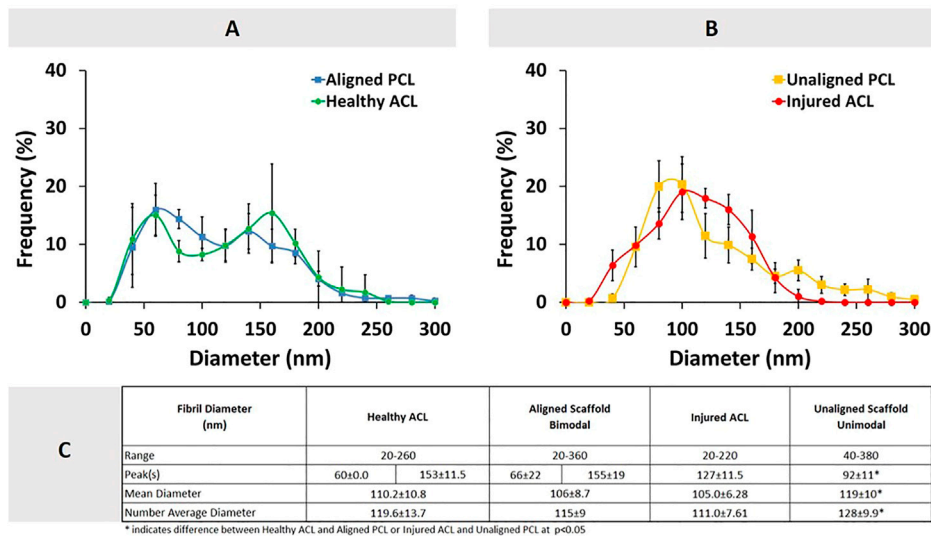 A
B
40
30
20
10
0
Frequency (%)
Aligned PCL
Healthy ACL
0 50 100 150 200 250 300
Diameter (nm)
40
30
20
10
0
Frequency (%)
Unaligned PCL
Injured ACL
0 50 100 150 200 250 300
Diameter (nm)
C
Fibril Diameter
(nm)
Healthy ACL
Aligned Scaffold
Bimodal
Injured ACL
Unaligned Scaffold
Unimodal
Range 20-260 20-360 20-220 40-380
Peak(s) 60±0.0 153±11.5 66±22 155±19 127±11.5 92±11*
Mean Diameter 110.2±10.8 106±8.7 105.0±6.28 119±10*
Number Average Diameter 119.6±13.7 115±9 111.0±7.61 128±9.9*
* indicates difference between Healthy ACL and Aligned PCL or Injured ACL and Unaligned PCL at p<0.05